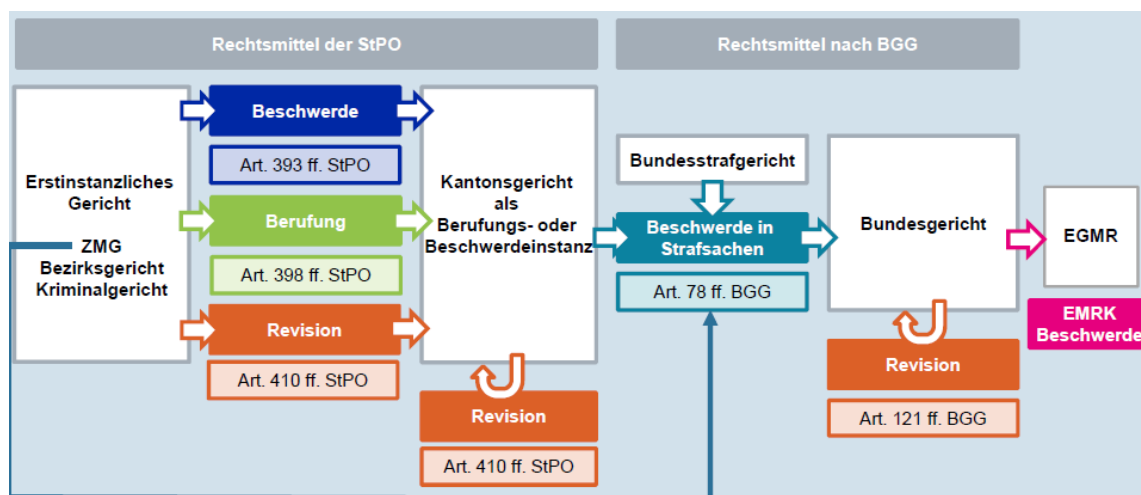 Rechtsmittel der StPO
Rechtsmittel nach BGG
Erstinstanzliches
Gericht
ZMG
Bezirksgericht
Kriminalgericht
Beschwerde
Art. 393 ff. StPO
Berufung
Art. 398 ff. StPO
Revision
Art. 410 ff. StPO
Kantonsgericht
als
Berufungs- oder
Beschwerdeinstanz
Revision
Art. 410 ff. StPO
Bundesstrafgericht
Beschwerde in
Strafsachen
Art. 78 ff. BGG
Bundesgericht
Revision
Art. 121 ff. BGG
EGMR
EMRK
Beschwerde